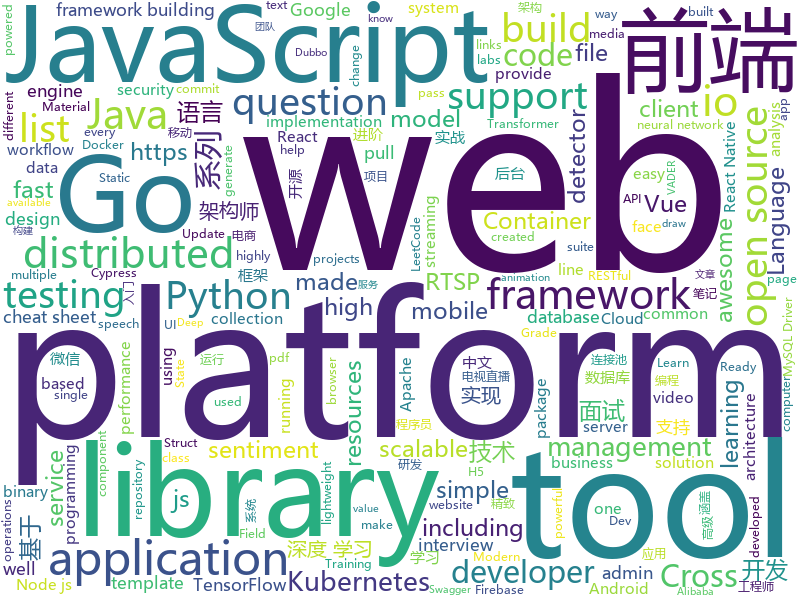 framework building
Google
text
system
way
built
架构
media
know
powered
JavaScript
build
code
file
前端
团队
Dubbo
labs
links
change
provide
engine
security
commit
different
Material
Docker
every
移动
list
Java
语言
系列
question
support
model
io
client
implementation
pass
进阶
实战
Transformer
neural network
app
analysis
workflow
React
help
pull
detector
data
Static
generate
https
开源
项目
后台
easy
VADER
React Native
available
构建
fast
design
架构师
Go
web
Container
streaming
API
Vue
Language
open source
Update
电商
highly
created
face
draw
distributed
框架
LeetCode
RTSP
suite
line
RESTful
awesome
animation
文章
服务
testing
multiple
Cypress
入门
projects
Python
high
mobile
database
Cloud
笔记
page
cheat sheet
UI
Deep
collection
common
MySQL Driver
speech
framework
Firebase
Grade
platform
using
微信
运行
pdf
Apache
中文
电视直播
实现
package
连接池
Learn
Ready
based
single
browser
数据库
编程
computer
performance
used
resources
程序员
面试
支持
learning
video
server
architecture
component
library
running
sentiment
scalable
技术
研发
H5
management
business
solution
Struct
class
repository
lightweight
tool
programming
service
js
simple
精致
powerful
website
binary
系统
including
one
Dev
高级
涵盖
developed
operations
well
基于
application
深度 学习
interview
developer
admin
Cross
开发
Node js
template
TensorFlow
Kubernetes
学习
make
value
Modern
应用
Android
工程师
Field
Training
State
Swagger
Firebase
Alibaba